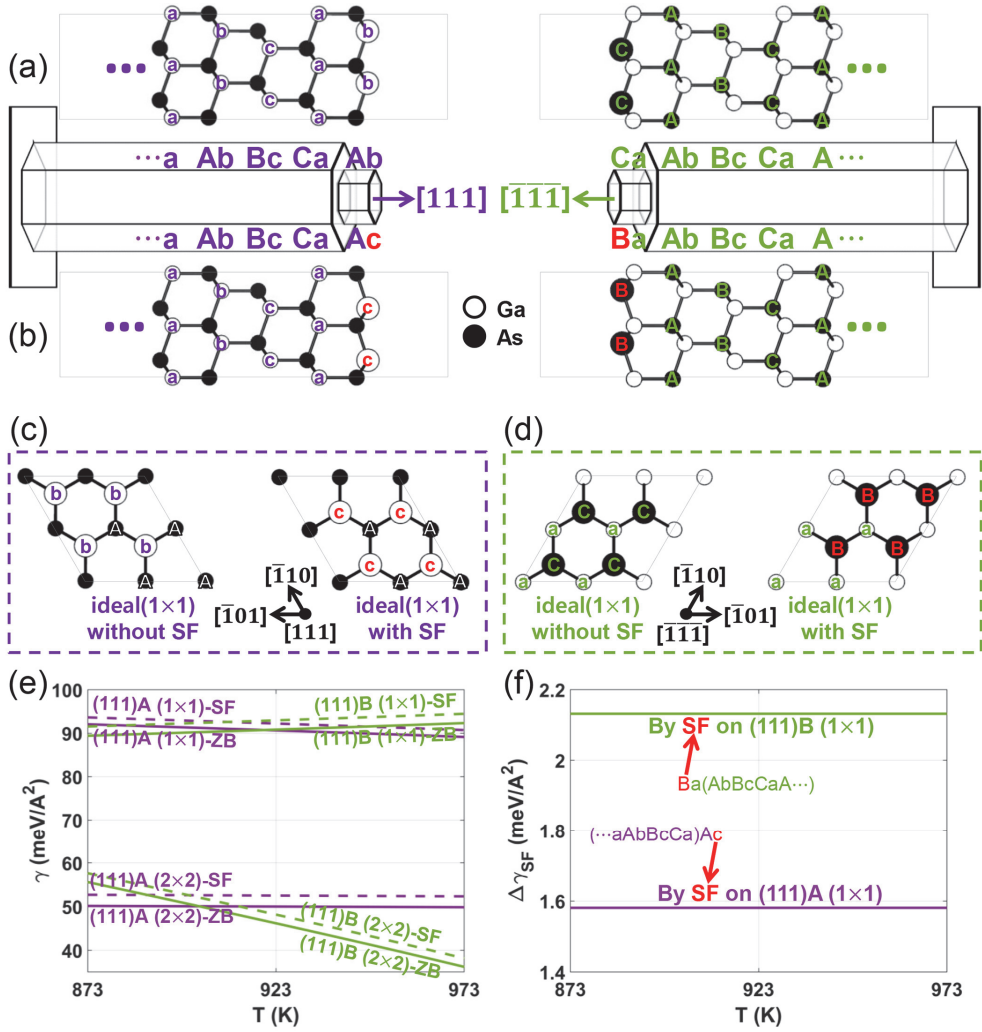 (a)
a b c a b
a b c a b
a c a
C A B C A
C A B C A
A C A
···a Ab Bc Ca Ab
[111] [1̅1̅1̅]
Ca Ab Bc Ca A···
···a Ab Bc Ca Ac
Ba Ab Bc Ca A···
(b)
a b c a c
a b c a c
a c a
Ga
As
B A B C A
B A B C A
A C A
(c)
b b
A
b b
A A
ideal(1×1)
without SF
[1̅10]
[1̅01]
[111]
c c
A A
c c
A A
ideal(1×1)
with SF
(d)
C C
a a
C C
a a
ideal(1×1)
without SF
[1̅10]
[1̅01]
[1̅1̅1̅]
B B
a a
B B
a a
ideal(1×1)
with SF
(e)
γ (meV/A²)
100
90
80
70
60
50
40
(111)A (1×1)-SF
(111)B (1×1)-SF
(111)A (1×1)-ZB
(111)B (1×1)-ZB
(111)A (2×2)-SF
(111)A (2×2)-ZB
(111)B (2×2)-SF
(111)B (2×2)-ZB
873 923 973
T (K)
(f)
Δγ_SF (meV/A²)
2.2
2
1.8
1.6
1.4
By SF on (111)B (1×1)
Ba(AbBcCaA···)
(···aAbBcCa)Ac
By SF on (111)A (1×1)
873 923 973
T (K)